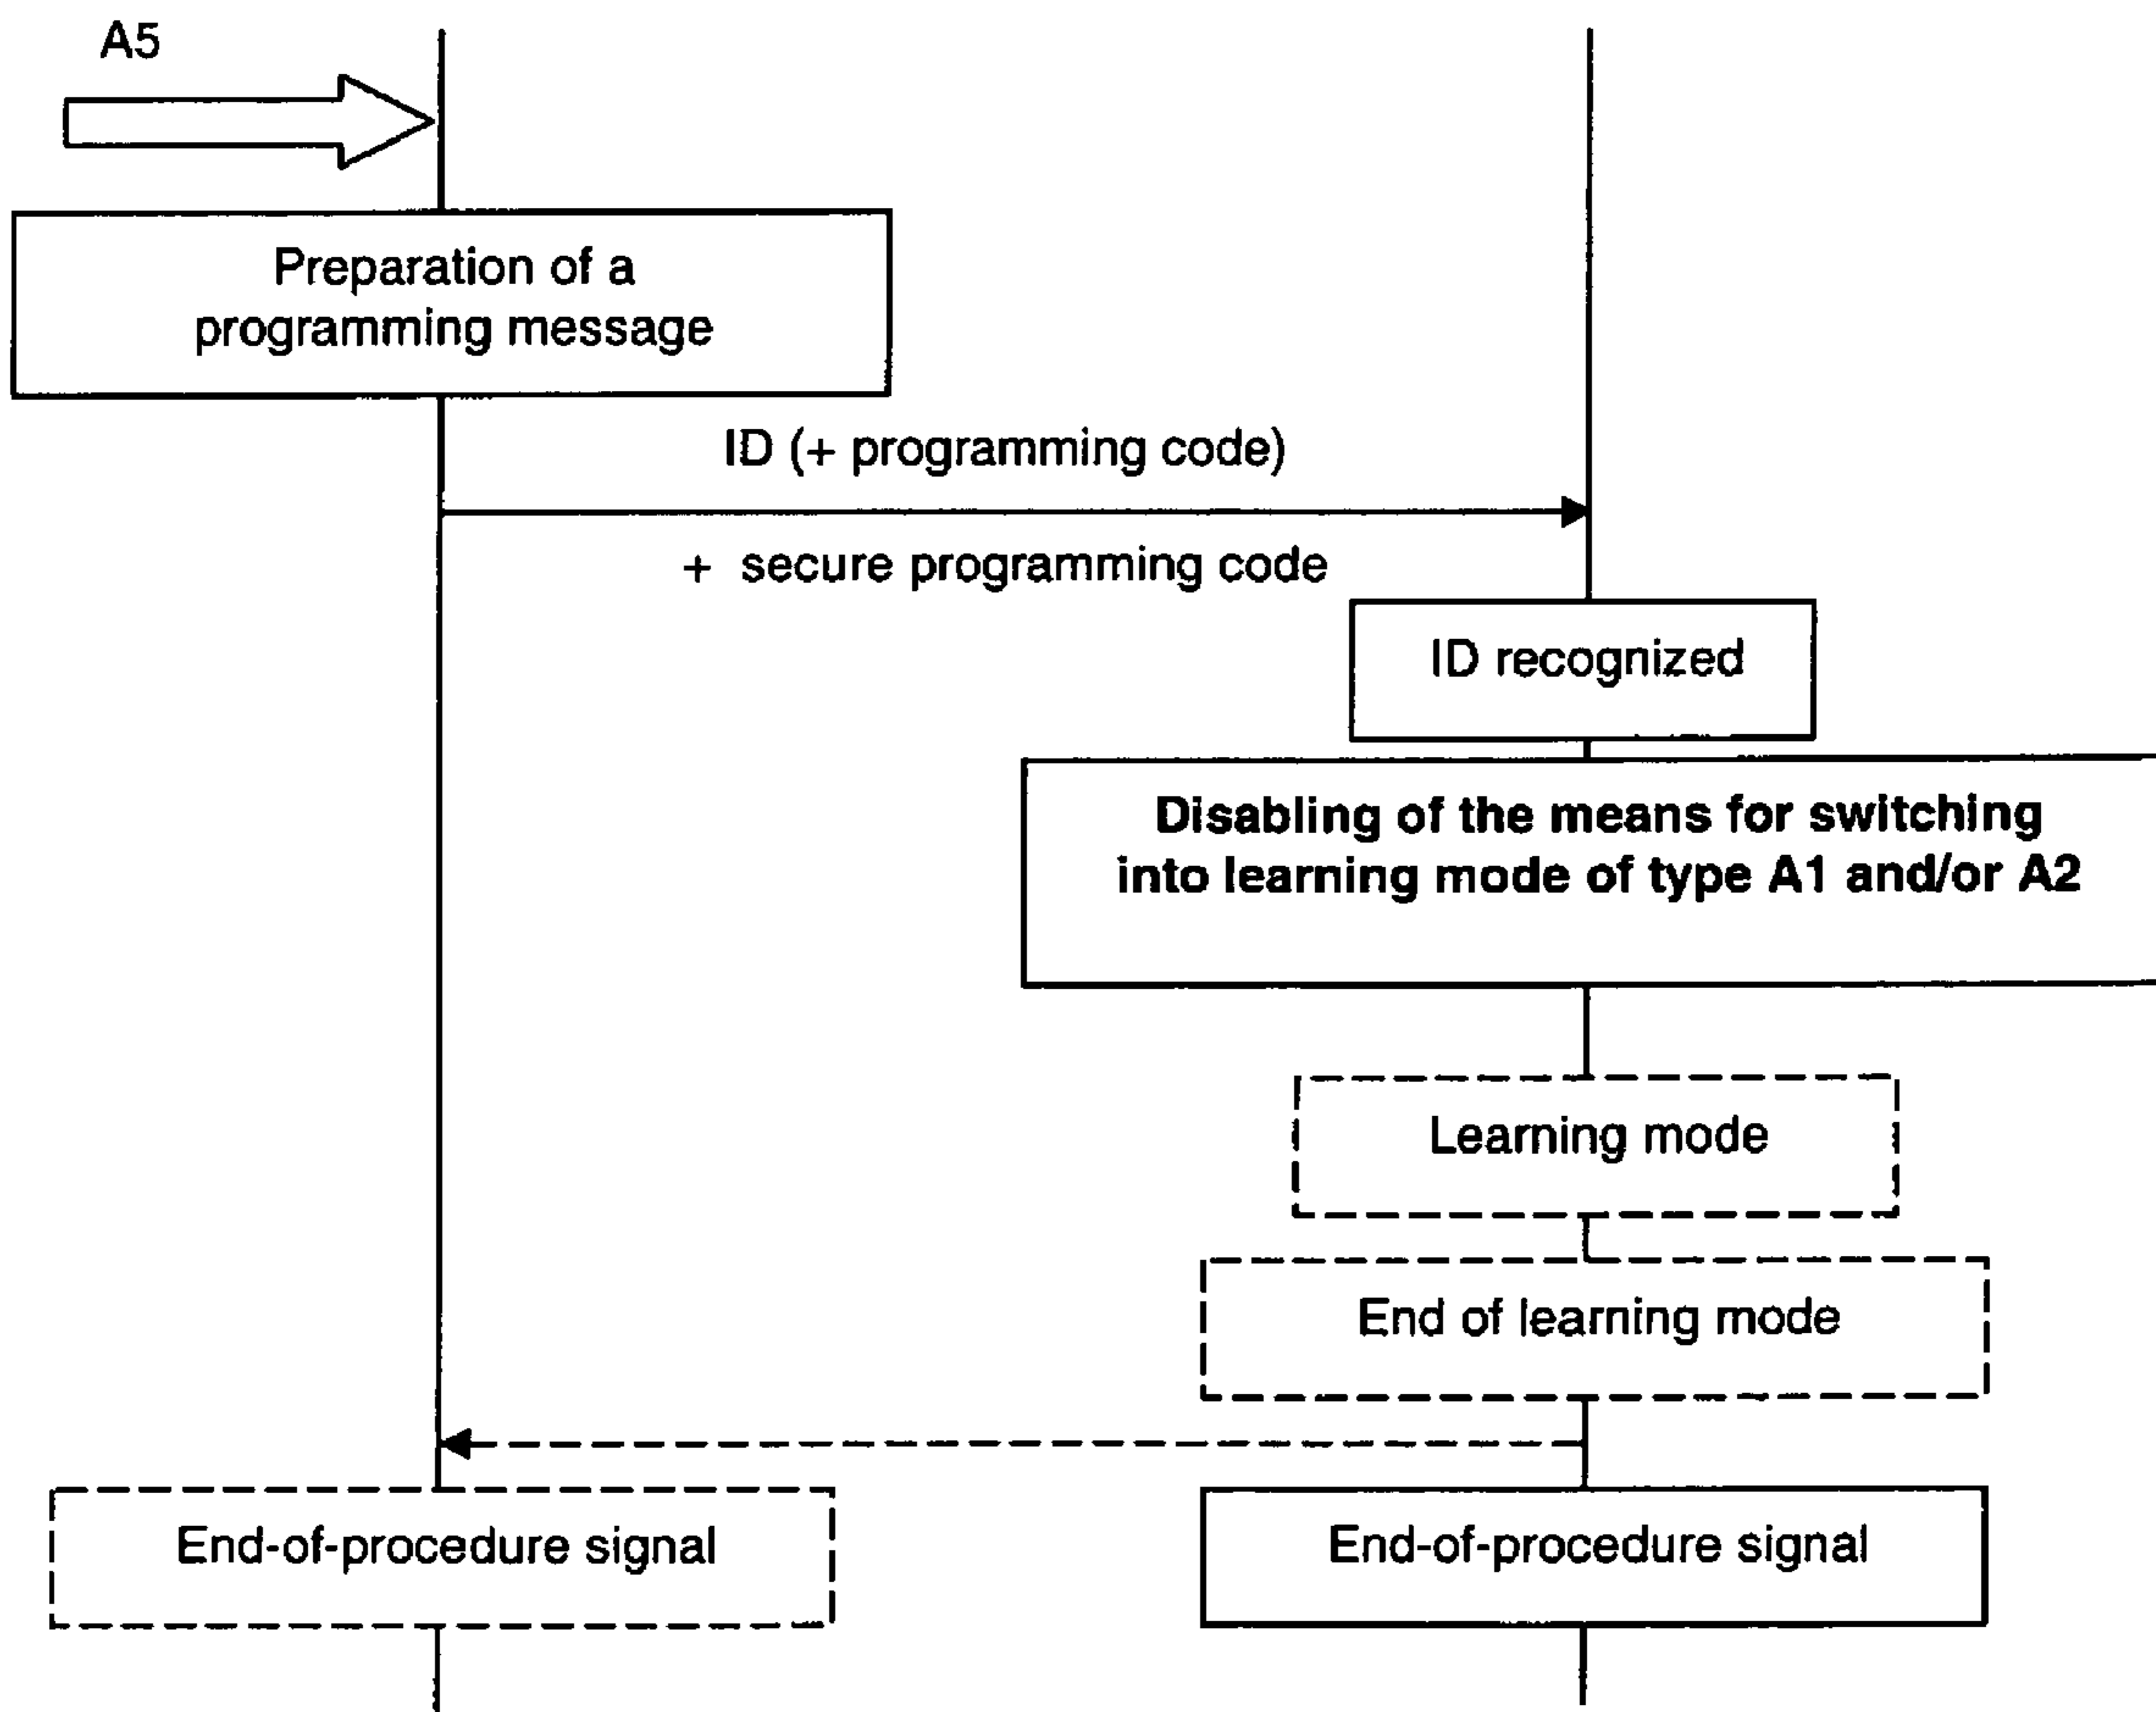 A5
Preparation of a
programming message
ID (+ programming code)
+ secure programming code
ID recognized
Disabling of the means for switching
into learning mode of type A1 and/or A2
Learning mode
End of learning mode
End-of-procedure signal
End-of-procedure signal